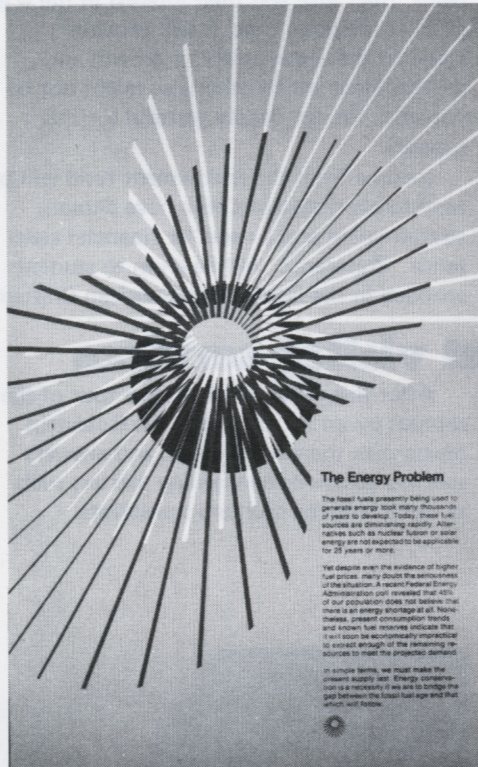 The Energy Problem
The fossil fuels presently being used to
generate energy took many thousands
of years to develop. Today, these fuel
sources are diminishing rapidly. Alter-
natives such as nuclear fusion or solar
energy are not expected to be applicable
for 25 years or more.
Yet despite even the evidence of higher
fuel prices, many doubt the seriousness
of the situation. A recent Federal Energy
Administration poll revealed that 45%
of our population does not believe that
there is an energy shortage at all. None-
theless, present consumption trends
and known fuel reserves indicate that
it will soon be economically impractical
to extract enough of the remaining re-
sources to meet the projected demand.
In simple terms, we must make the
present supply last. Energy conserva-
tion is a necessity if we are to bridge the
gap between the fossil fuel age and that
which will follow.